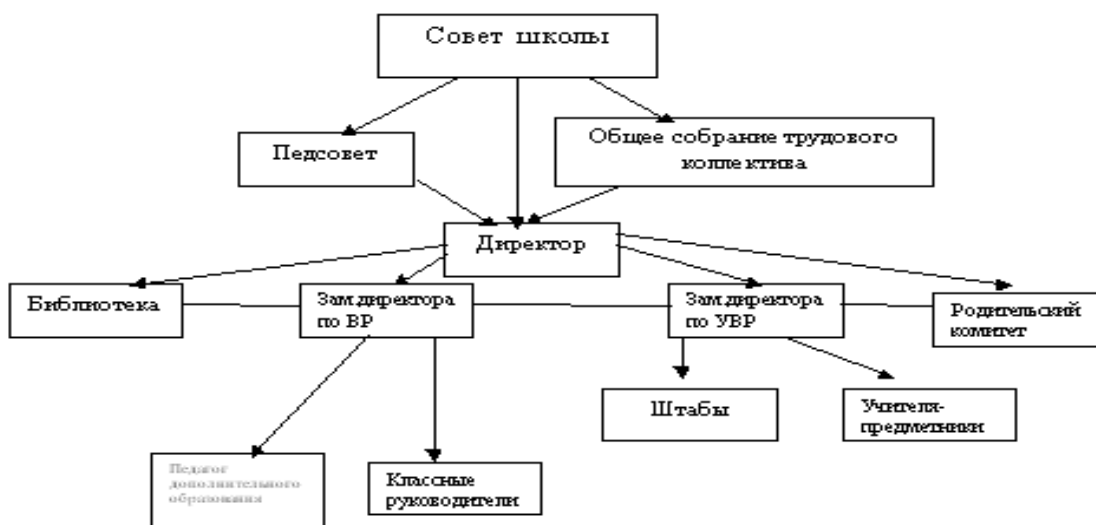 Совет школы
Педсовет
Общее собрание трудового
коллектива
Директор
Библиотека
Зам.директора
по ВР
Зам.директора
по УВР
Родительский
комитет
Штабы
Учителя-
предметники
Педагог
дополнительного
образования
Классные
руководители